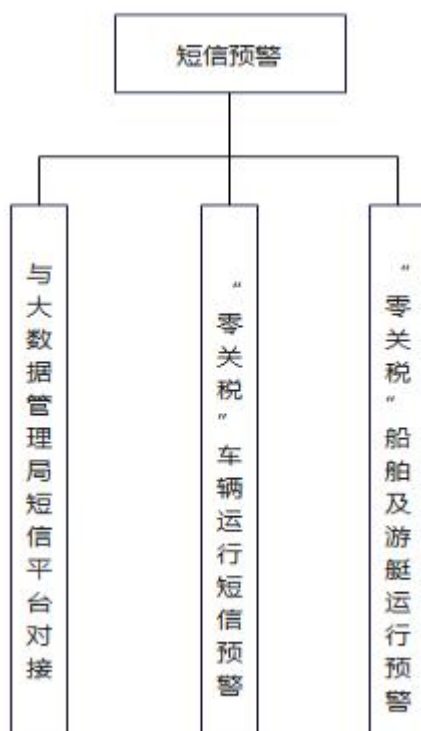 短信预警
与大数据管理局短信平台对接
“零关税”车辆运行短信预警
“零关税”船舶及游艇运行预警